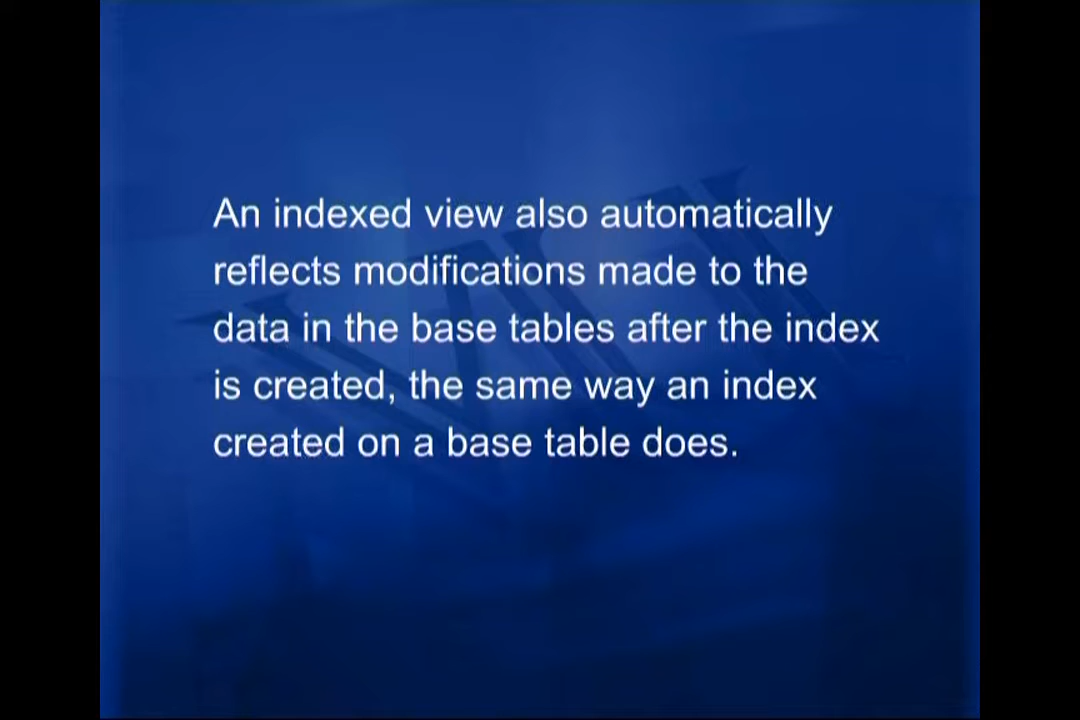 An indexed view also automatically
reflects modifications made to the
data in the base tables after the index
is created, the same way an index
created on a base table does.